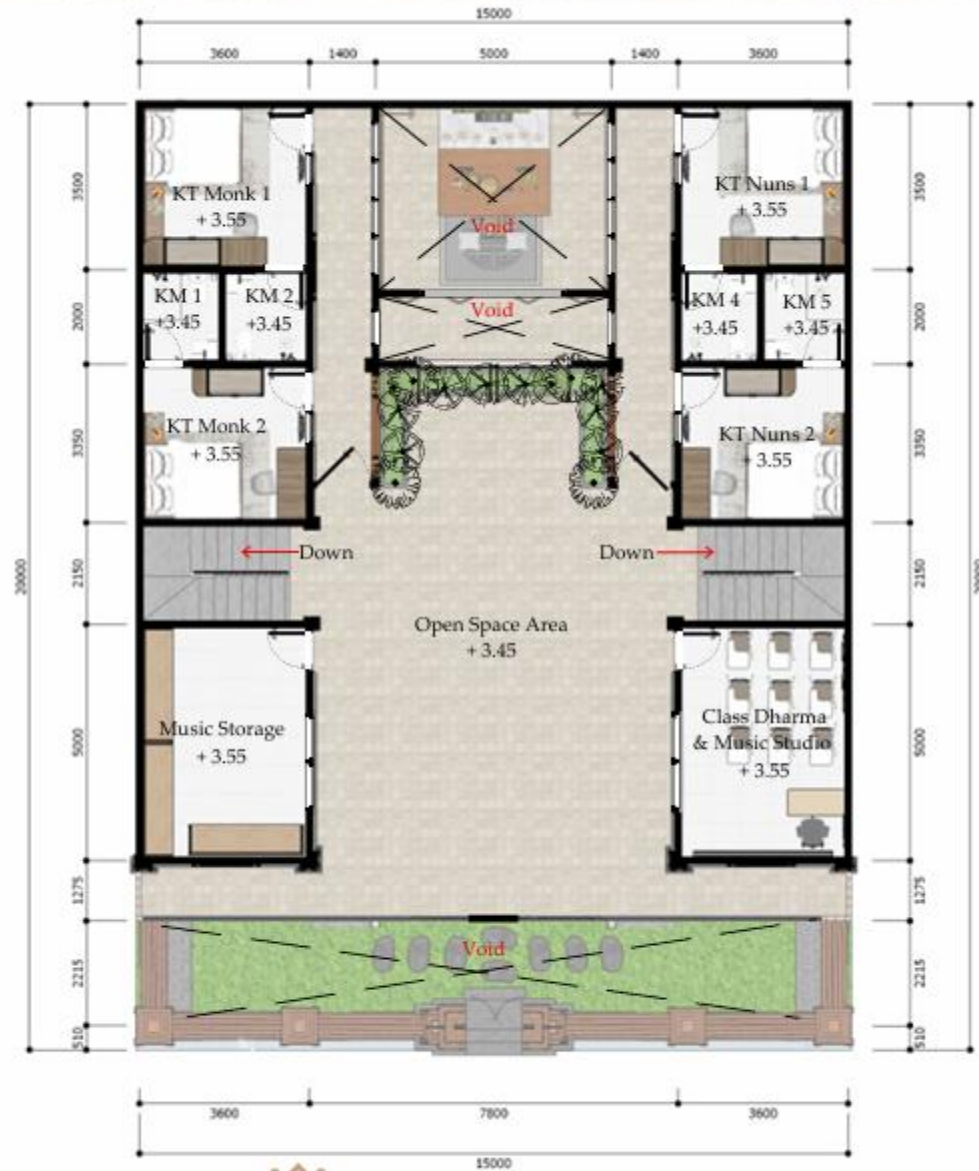 15000
3600 1400 5000 1400 3600
3500
3500
KT Monk 1
+ 3.55
KT Nuns 1
+ 3.55
Void
2000
2000
KM 1
+3.45
KM 2
+3.45
Void
KM 4
+3.45
KM 5
+3.45
3350
3350
KT Monk 2
+ 3.55
KT Nuns 2
+ 3.55
20000
2150
2150
Down
Down
Open Space Area
+ 3.45
5000
5000
Music Storage
+ 3.55
Class Dharma
& Music Studio
+ 3.55
1275
1275
2215
2215
Void
510
510
3600 7800 3600
15000